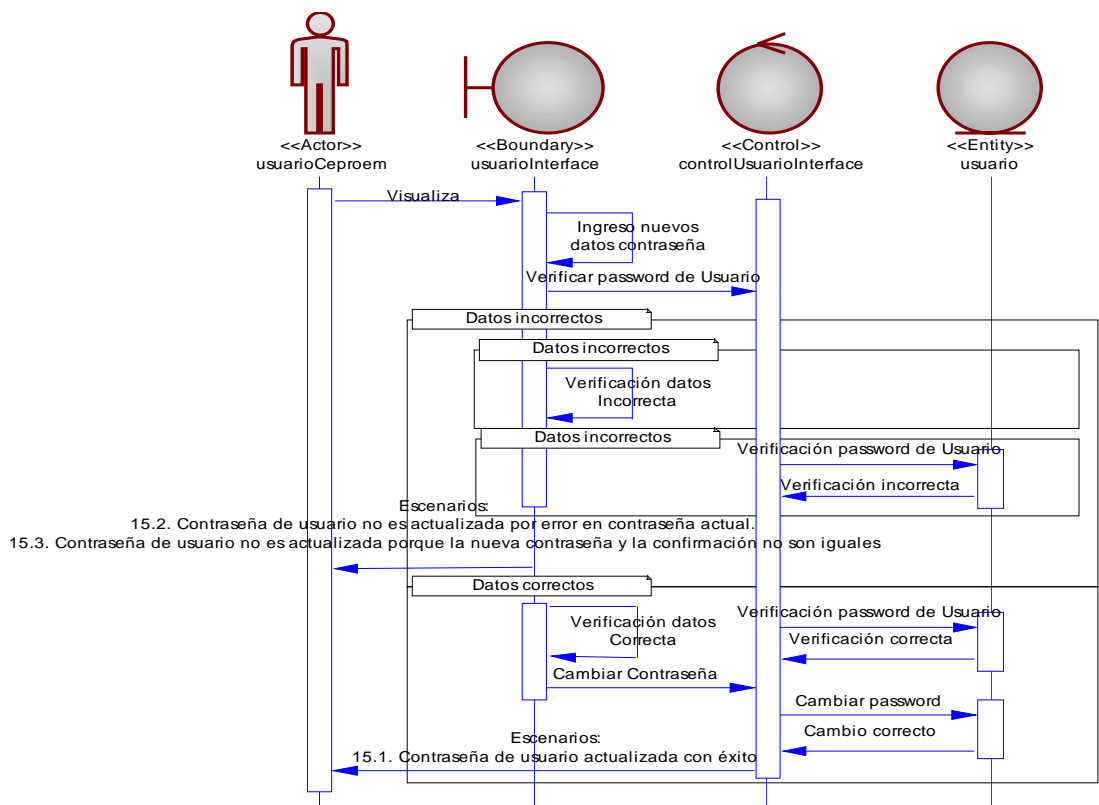 <<Actor>>
usuarioCeproem
<<Boundary>>
usuarioInterface
<<Control>>
controlUsuarioInterface
<<Entity>>
usuario
Visualiza
Ingreso nuevos
datos contraseña
Verificar password de Usuario
Datos incorrectos
Datos incorrectos
Verificación datos
Incorrecta
Datos incorrectos
Verificación password de Usuario
Verificación incorrecta
Escenarios:
15.2. Contraseña de usuario no es actualizada por error en contraseña actual.
15.3. Contraseña de usuario no es actualizada porque la nueva contraseña y la confirmación no son iguales
Datos correctos
Verificación datos
Correcta
Verificación password de Usuario
Verificación correcta
Cambiar Contraseña
Cambiar password
Cambio correcto
Escenarios:
15.1. Contraseña de usuario actualizada con éxito